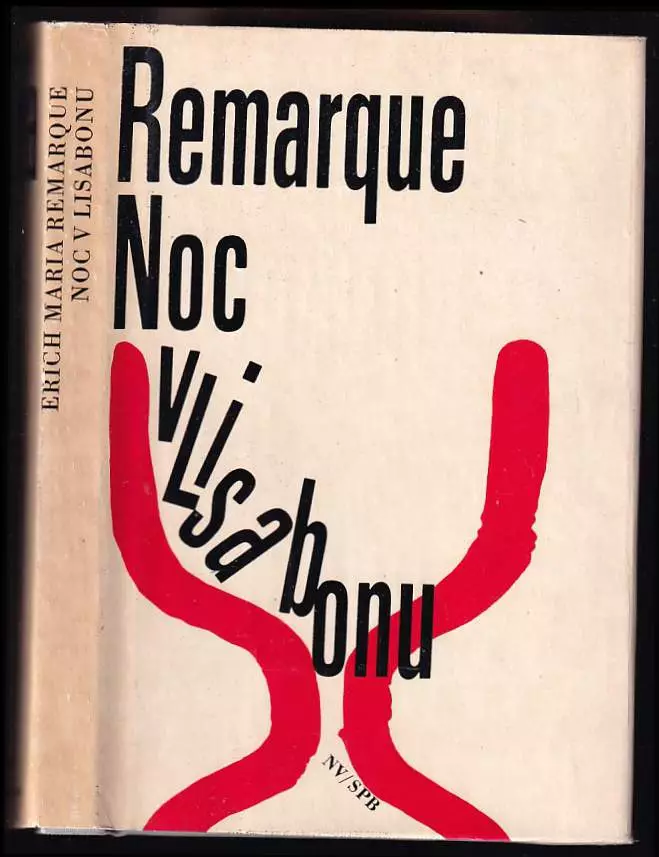 ERICH MARIA REMARQUE
NOC V LISABONU
Remarque
Noc
v Lisabonu
NV/SPB